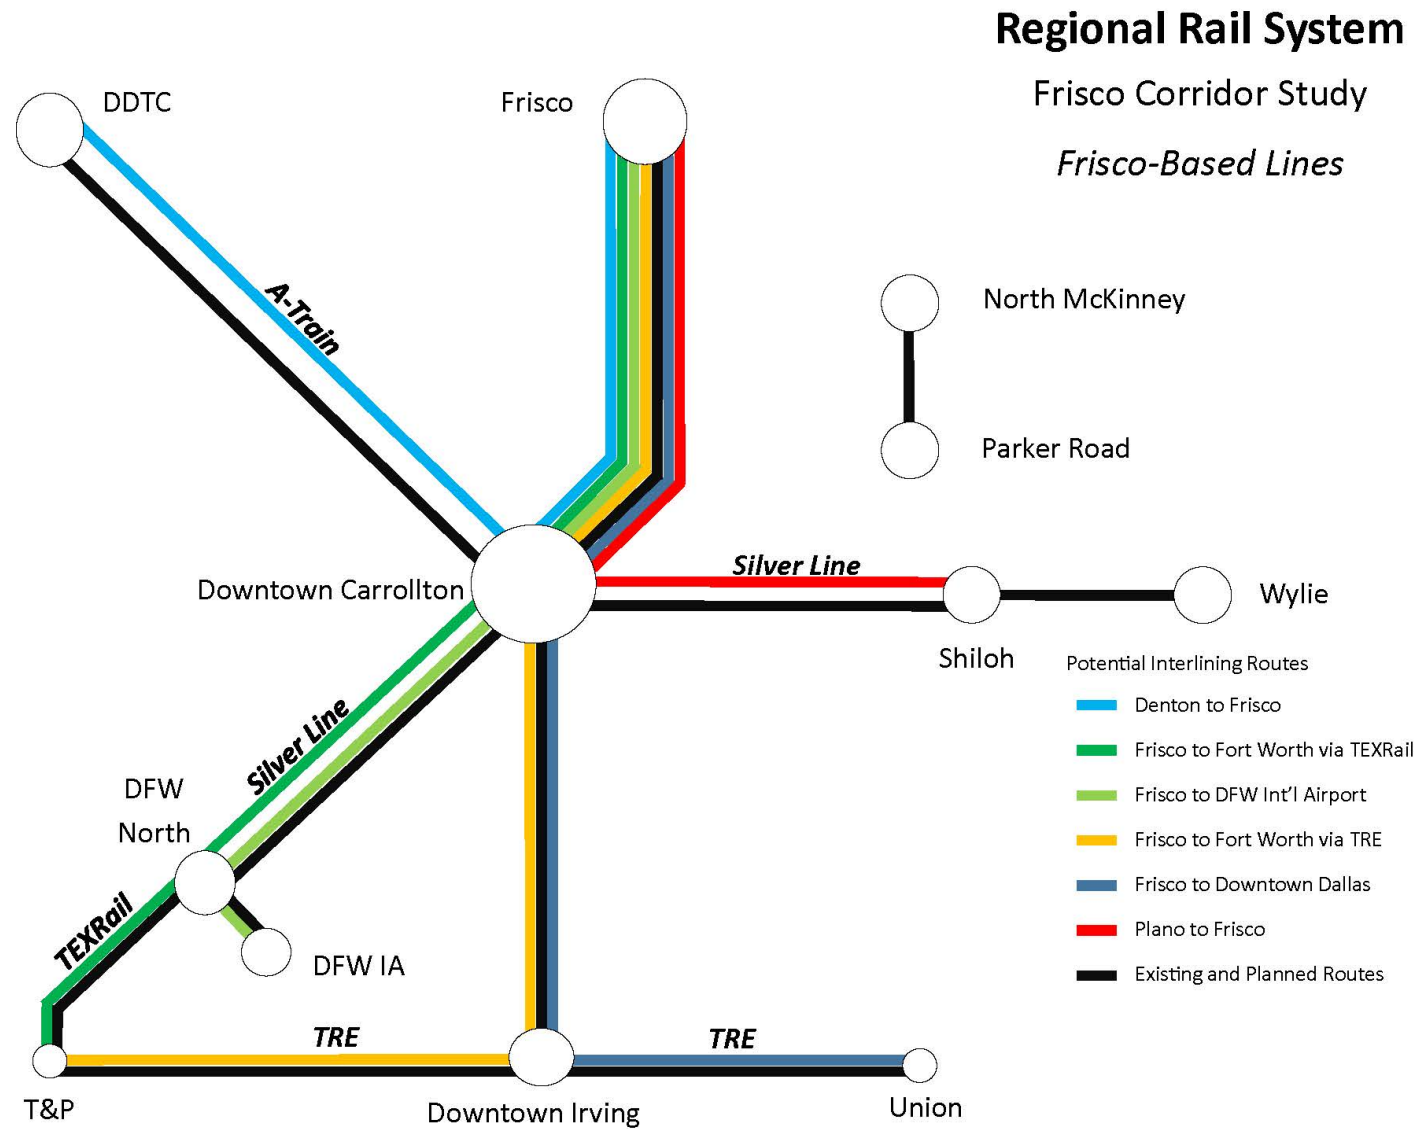 Regional Rail System
Frisco Corridor Study
Frisco-Based Lines
DDTC
Frisco
A-Train
North McKinney
Parker Road
Downtown Carrollton
Silver Line
Shiloh
Wylie
Silver Line
DFW
North
TEXRail
DFW IA
TRE
TRE
T&P
Downtown Irving
Union
Potential Interlining Routes
Denton to Frisco
Frisco to Fort Worth via TEXRail
Frisco to DFW Int'l Airport
Frisco to Fort Worth via TRE
Frisco to Downtown Dallas
Plano to Frisco
Existing and Planned Routes